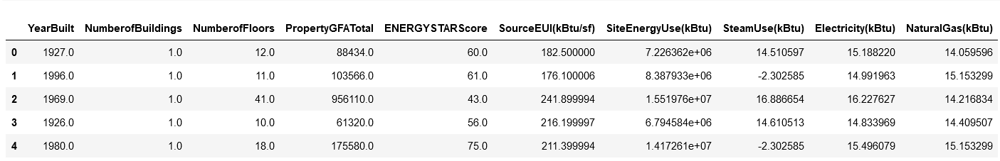 YearBuilt NumberofBuildings NumberofFloors PropertyGFATotal ENERGYSTARScore SourceEUI(kBtu/sf) SiteEnergyUse(kBtu) SteamUse(kBtu) Electricity(kBtu) NaturalGas(kBtu)
0 1927.0 1.0 12.0 88434.0 60.0 182.500000 7.226362e+06 14.510597 15.188220 14.059596
1 1996.0 1.0 11.0 103566.0 61.0 176.100006 8.387933e+06 -2.302585 14.991963 15.153299
2 1969.0 1.0 41.0 956110.0 43.0 241.899994 1.551976e+07 16.886654 16.227627 14.216834
3 1926.0 1.0 10.0 61320.0 56.0 216.199997 6.794584e+06 14.610513 14.833969 14.409507
4 1980.0 1.0 18.0 175580.0 75.0 211.399994 1.417261e+07 -2.302585 15.496079 15.153299